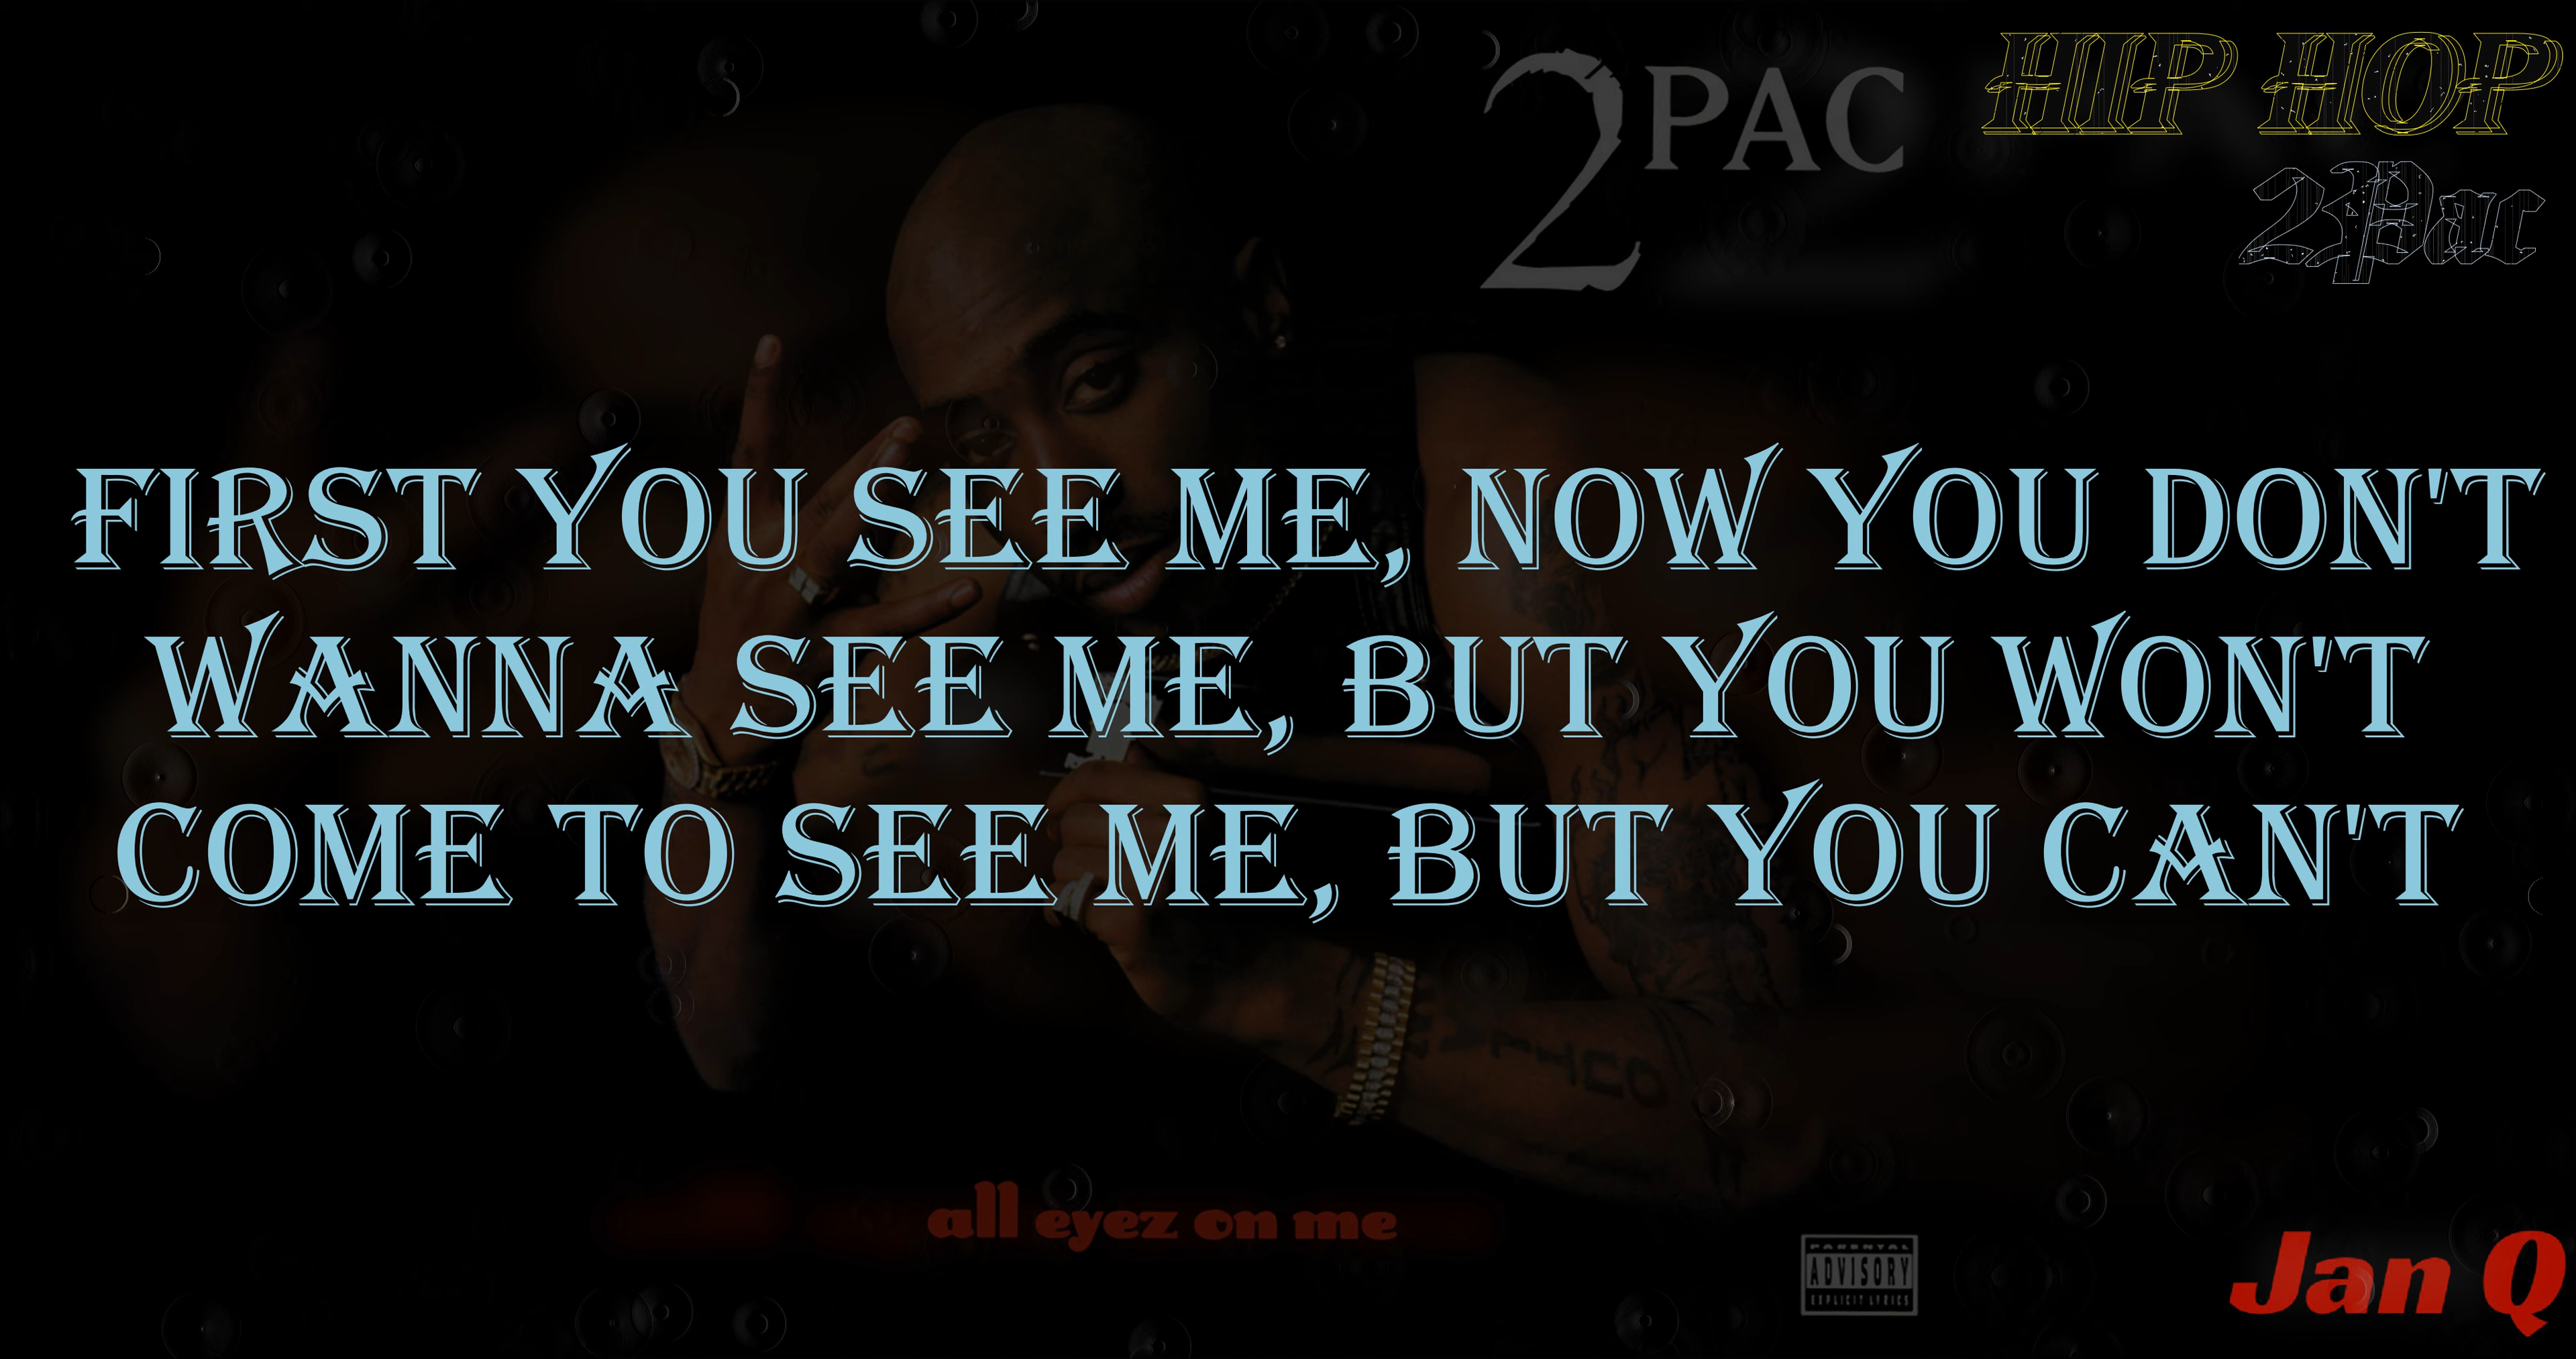 2PAC
HIP HOP
2Pac
FIRST YOU SEE ME, NOW YOU DON'T
WANNA SEE ME, BUT YOU WON'T
COME TO SEE ME, BUT YOU CAN'T
all eyez on me
PARENTAL
ADVISORY
EXPLICIT LYRICS
Jan Q